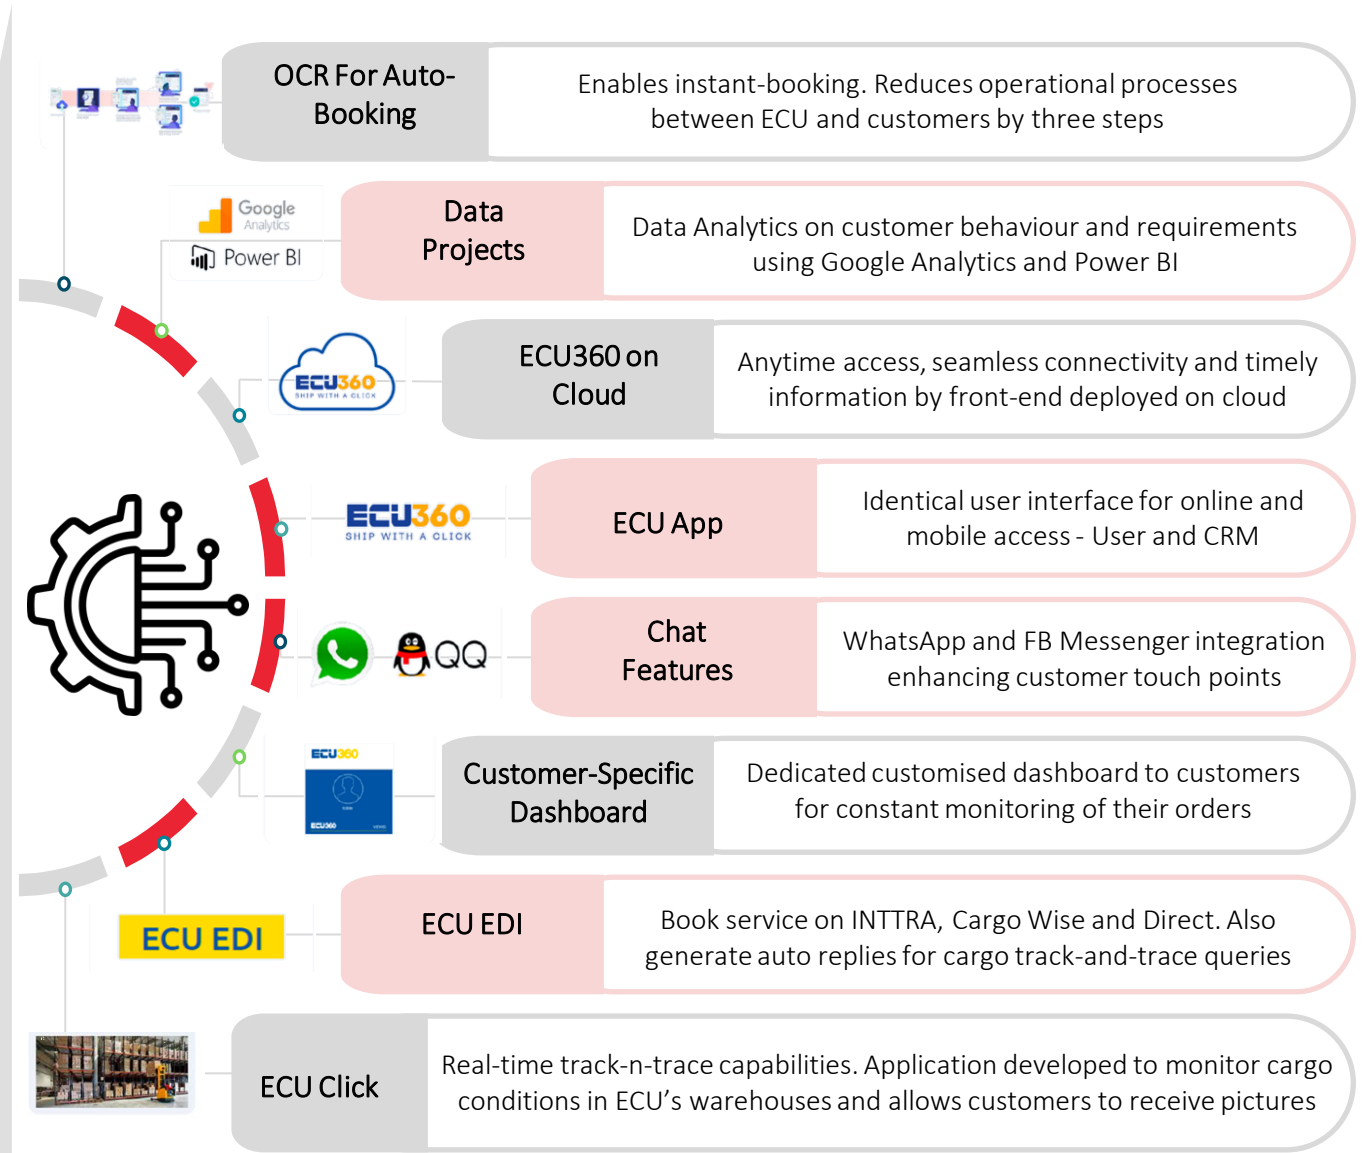 OCR For Auto-
Booking
Enables instant-booking. Reduces operational processes
between ECU and customers by three steps
Google
Analytics
Power BI
Data
Projects
Data Analytics on customer behaviour and requirements
using Google Analytics and Power BI
ECU360
SHIP WITH A CLICK
ECU360 on
Cloud
Anytime access, seamless connectivity and timely
information by front-end deployed on cloud
ECU360
SHIP WITH A CLICK
ECU App
Identical user interface for online and
mobile access - User and CRM
QQ
Chat
Features
WhatsApp and FB Messenger integration
enhancing customer touch points
ECU360
ECU360
Customer-Specific
Dashboard
Dedicated customised dashboard to customers
for constant monitoring of their orders
ECU EDI
ECU EDI
Book service on INTTRA, Cargo Wise and Direct. Also
generate auto replies for cargo track-and-trace queries
ECU Click
Real-time track-n-trace capabilities. Application developed to monitor cargo
conditions in ECU’s warehouses and allows customers to receive pictures